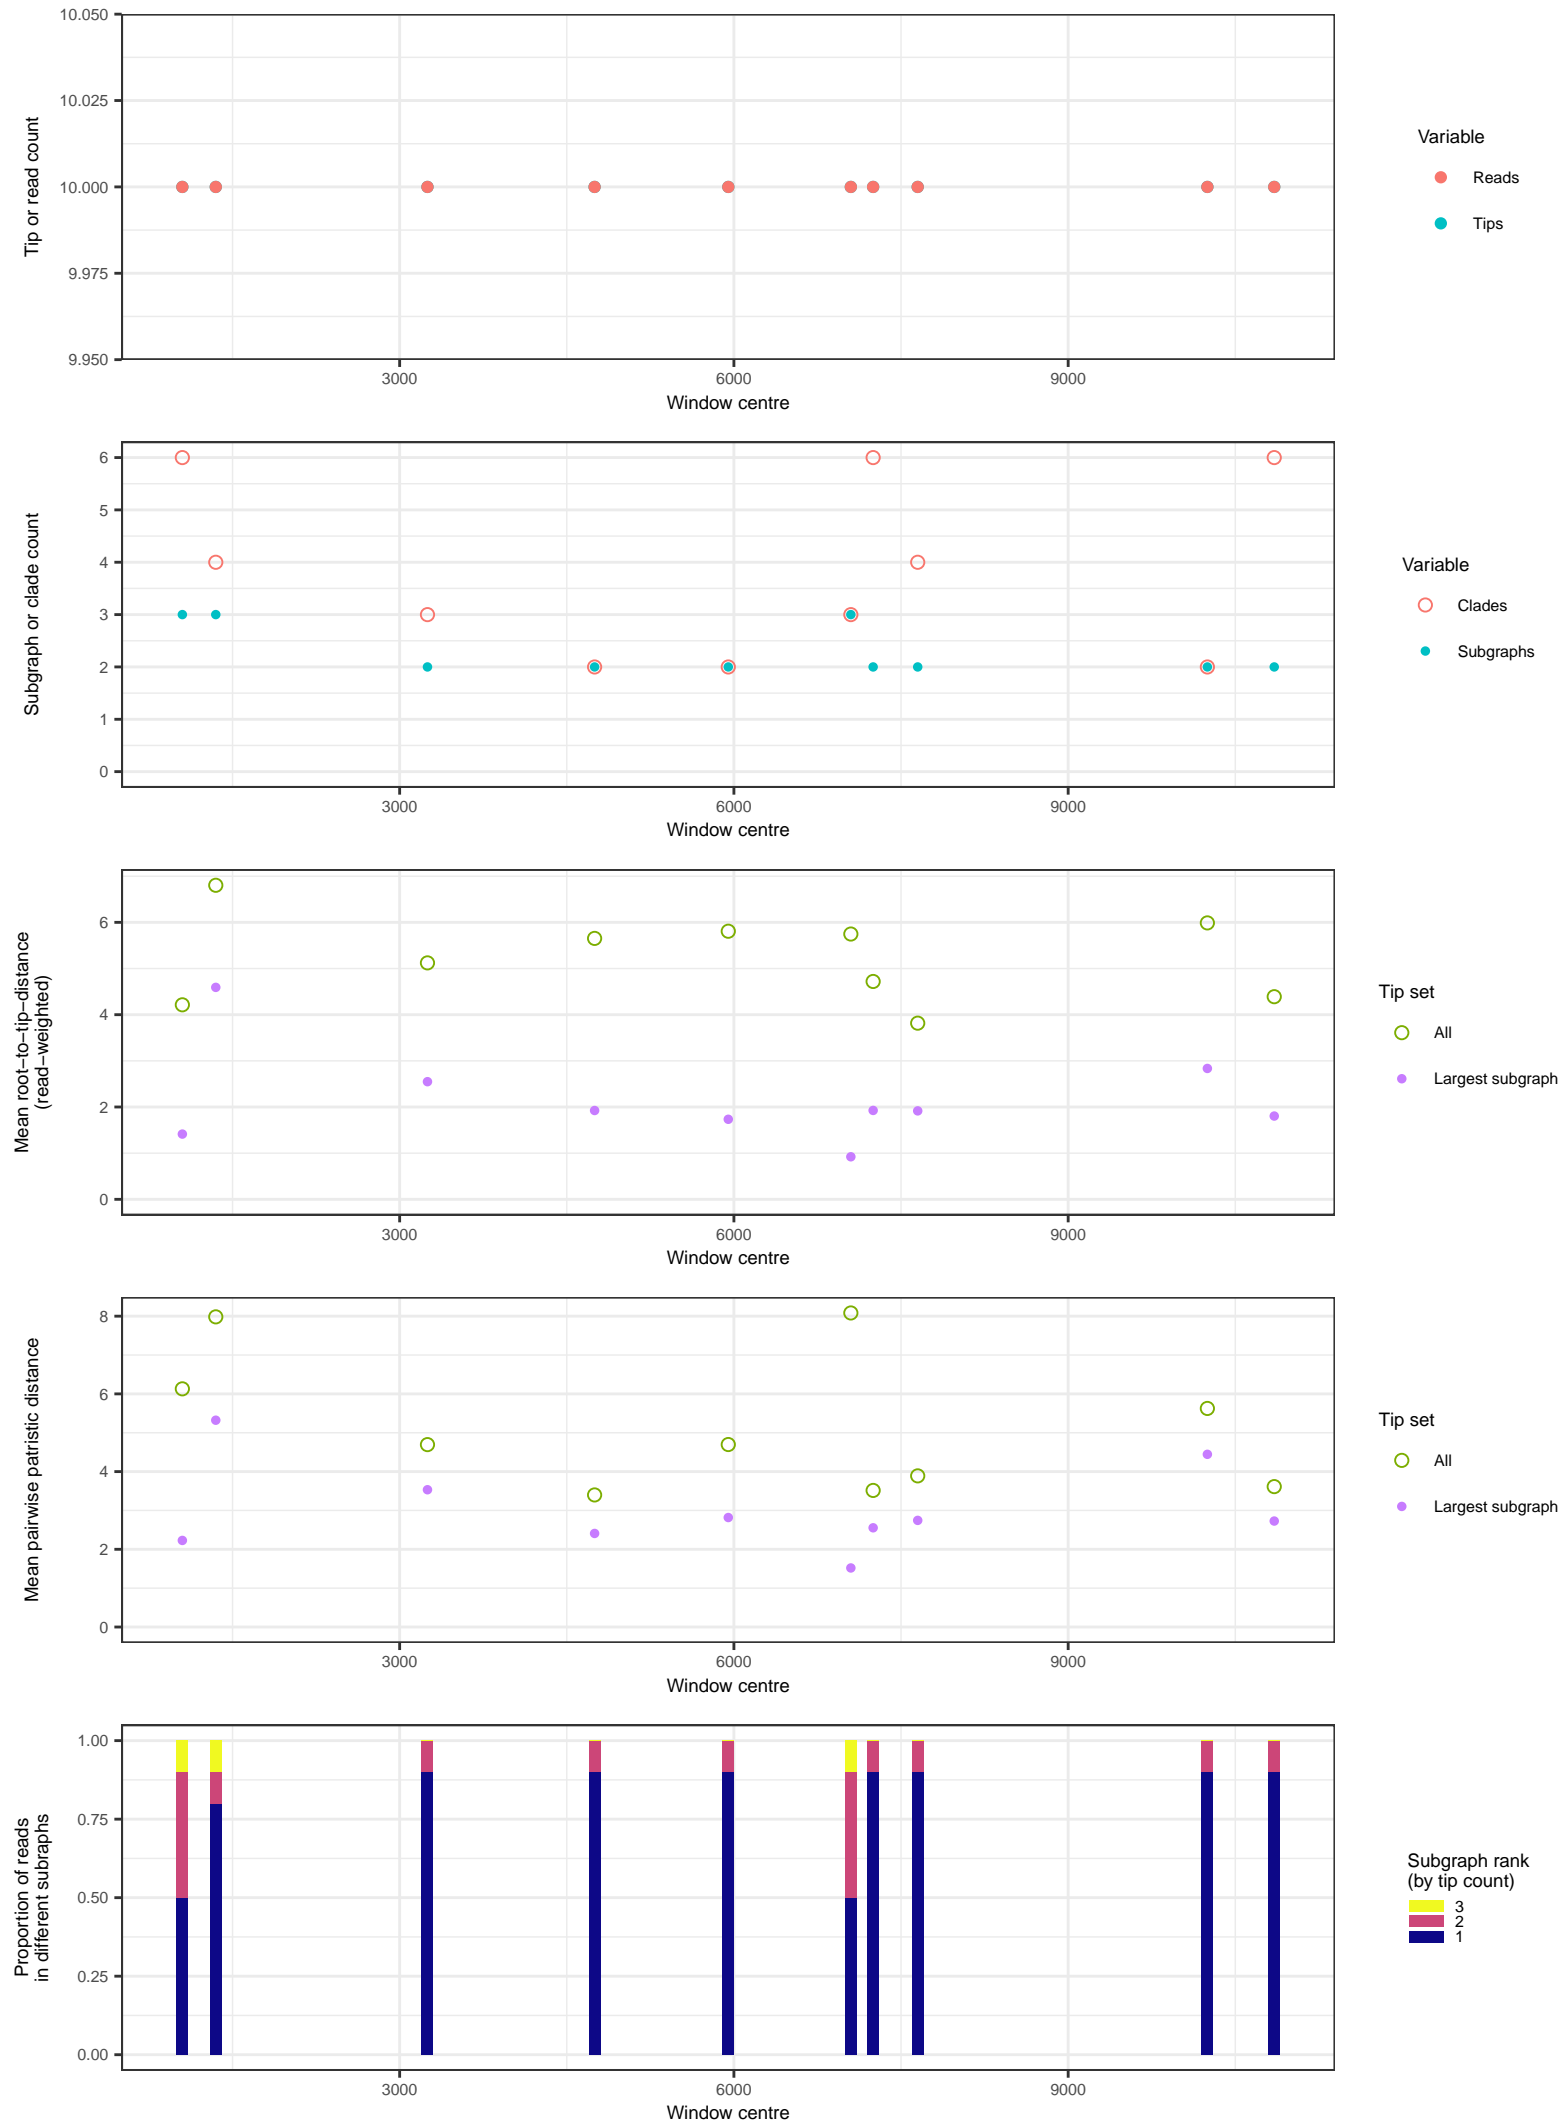 10.050
10.025
10.000
9.975
9.950
Tip or read count
3000 6000 9000
Window centre
Variable
Reads
Tips
6
5
4
3
2
1
0
Subgraph or clade count
3000 6000 9000
Window centre
Variable
Clades
Subgraphs
6
4
2
0
Mean root−to−tip−distance
(read−weighted)
3000 6000 9000
Window centre
Tip set
All
Largest subgraph
8
6
4
2
0
Mean pairwise patristic distance
3000 6000 9000
Window centre
Tip set
All
Largest subgraph
1.00
0.75
0.50
0.25
0.00
Proportion of reads
in different subraphs
3000 6000 9000
Window centre
Subgraph rank
(by tip count)
3
2
1